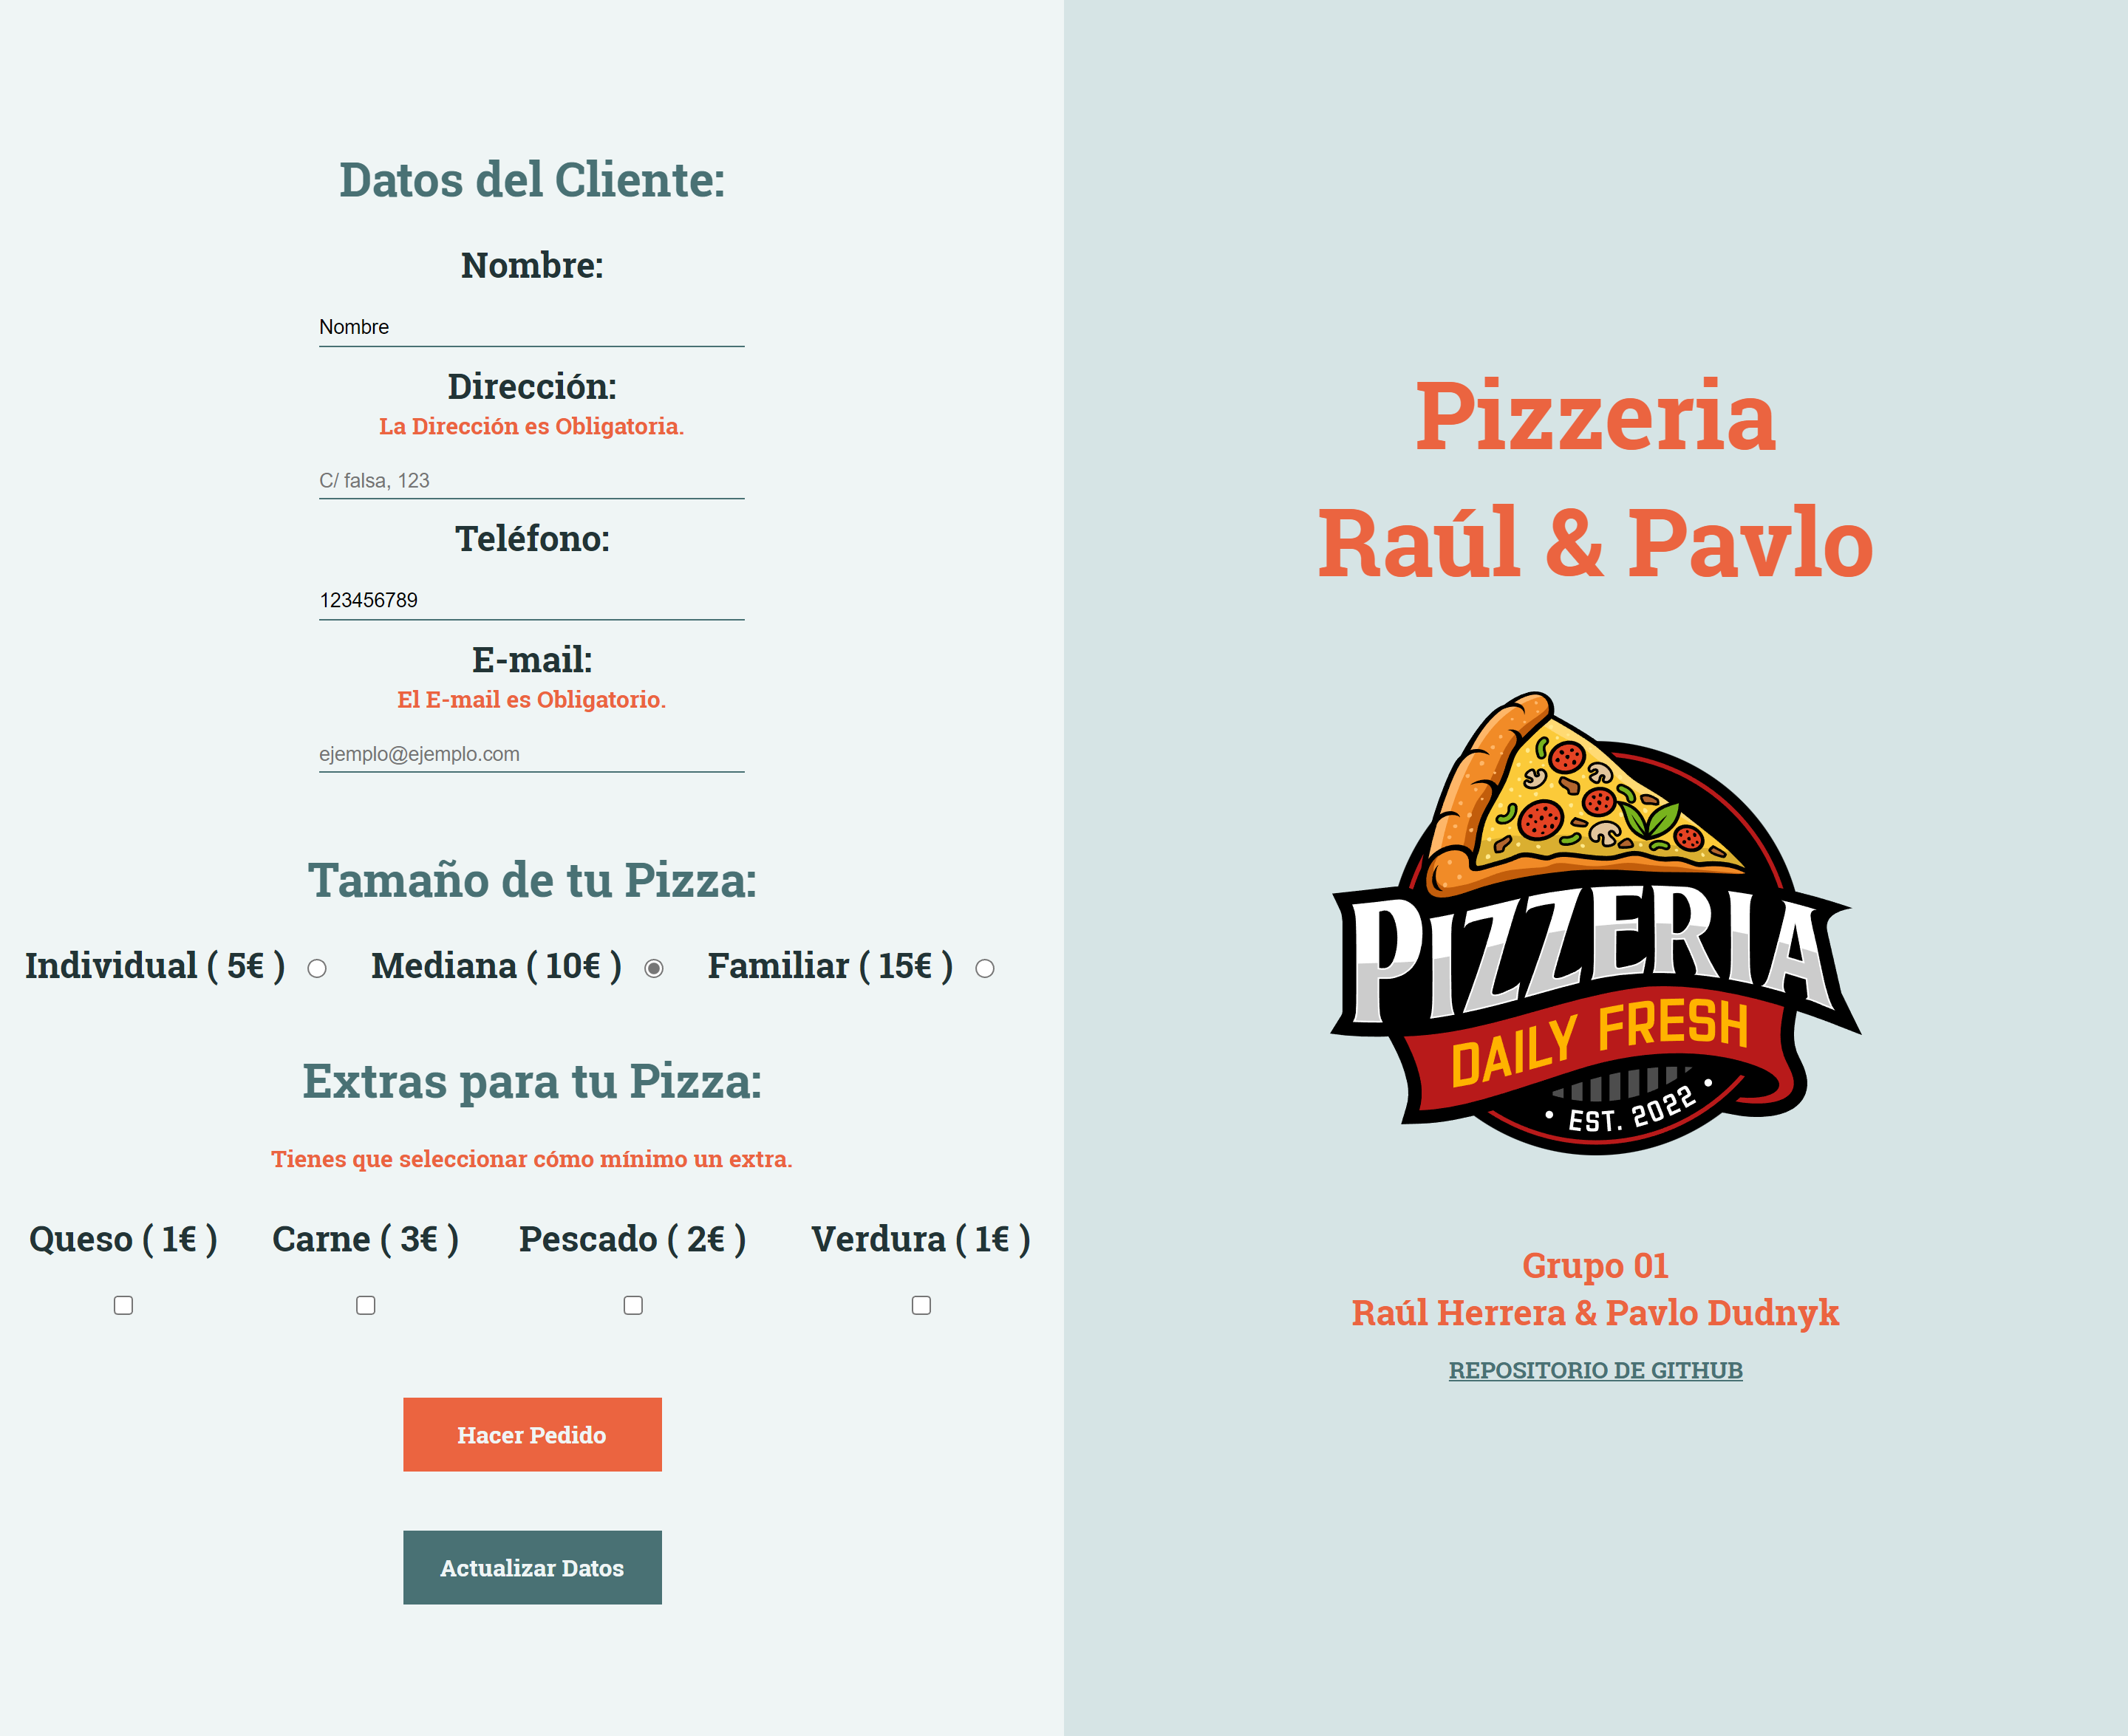 Datos del Cliente:
Nombre:
Nombre
Dirección:
La Dirección es Obligatoria.
C/ falsa, 123
Teléfono:
123456789
E-mail:
El E-mail es Obligatorio.
ejemplo@ejemplo.com
Tamaño de tu Pizza:
Individual ( 5€ ) Mediana ( 10€ ) Familiar ( 15€ )
Extras para tu Pizza:
Tienes que seleccionar cómo mínimo un extra.
Queso ( 1€ ) Carne ( 3€ ) Pescado ( 2€ ) Verdura ( 1€ )
Hacer Pedido
Actualizar Datos
Pizzeria
Raúl & Pavlo
PIZZERIA
DAILY FRESH
• EST. 2022 •
Grupo 01
Raúl Herrera & Pavlo Dudnyk
REPOSITORIO DE GITHUB